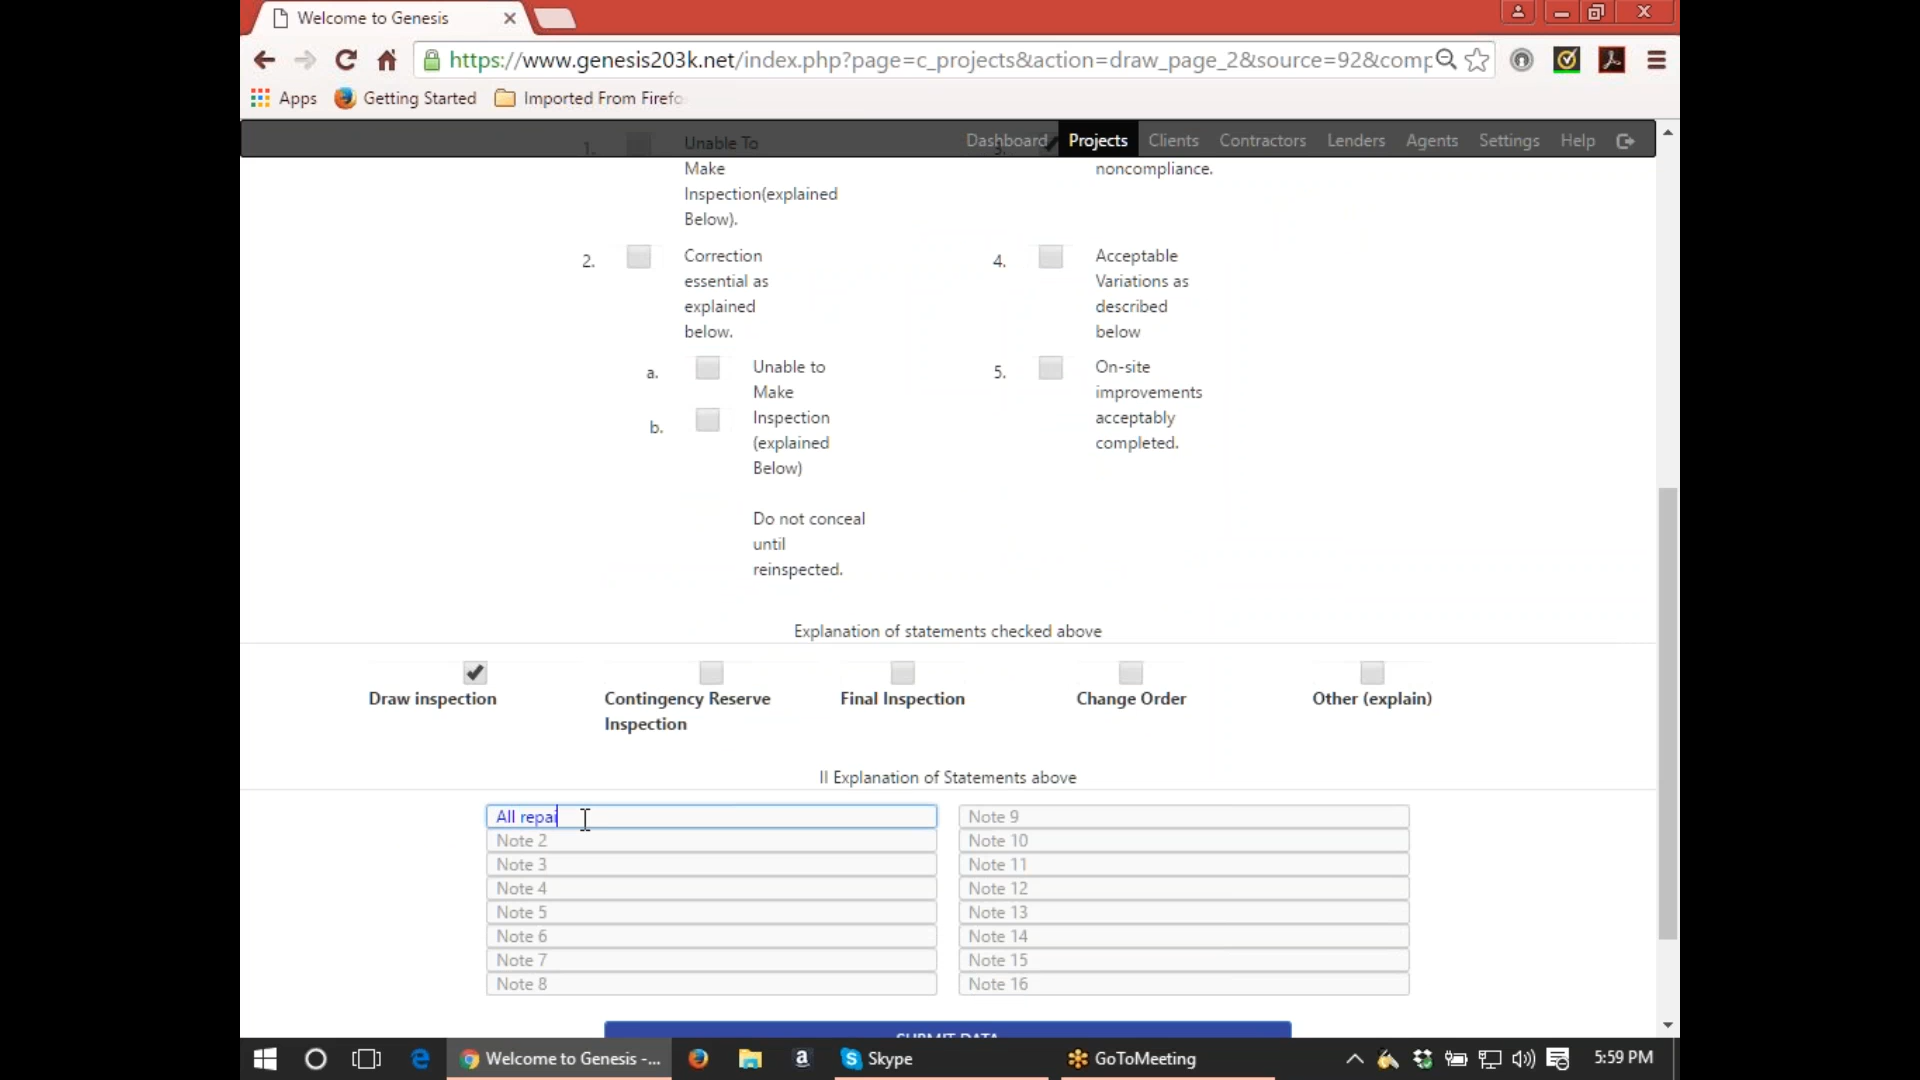 Welcome to Genesis
https://www.genesis203k.net/index.php?page=c_projects&action=draw_page_2&source=92&comp
Apps Getting Started Imported From Firefo
Dashboard Projects Clients Contractors Lenders Agents Settings Help
1. Unable To
Make
Inspection(explained
Below).
3.
noncompliance.
2. Correction
essential as
explained
below.
4. Acceptable
Variations as
described
below
a. Unable to
Make
b. Inspection
(explained
Below)
Do not conceal
until
reinspected.
5. On-site
improvements
acceptably
completed.
Explanation of statements checked above
Draw inspection
Contingency Reserve
Inspection
Final Inspection
Change Order
Other (explain)
II Explanation of Statements above
All repai
Note 2
Note 3
Note 4
Note 5
Note 6
Note 7
Note 8
Note 9
Note 10
Note 11
Note 12
Note 13
Note 14
Note 15
Note 16
SUBMIT DATA
Welcome to Genesis -...
Skype
GoToMeeting
5:59 PM